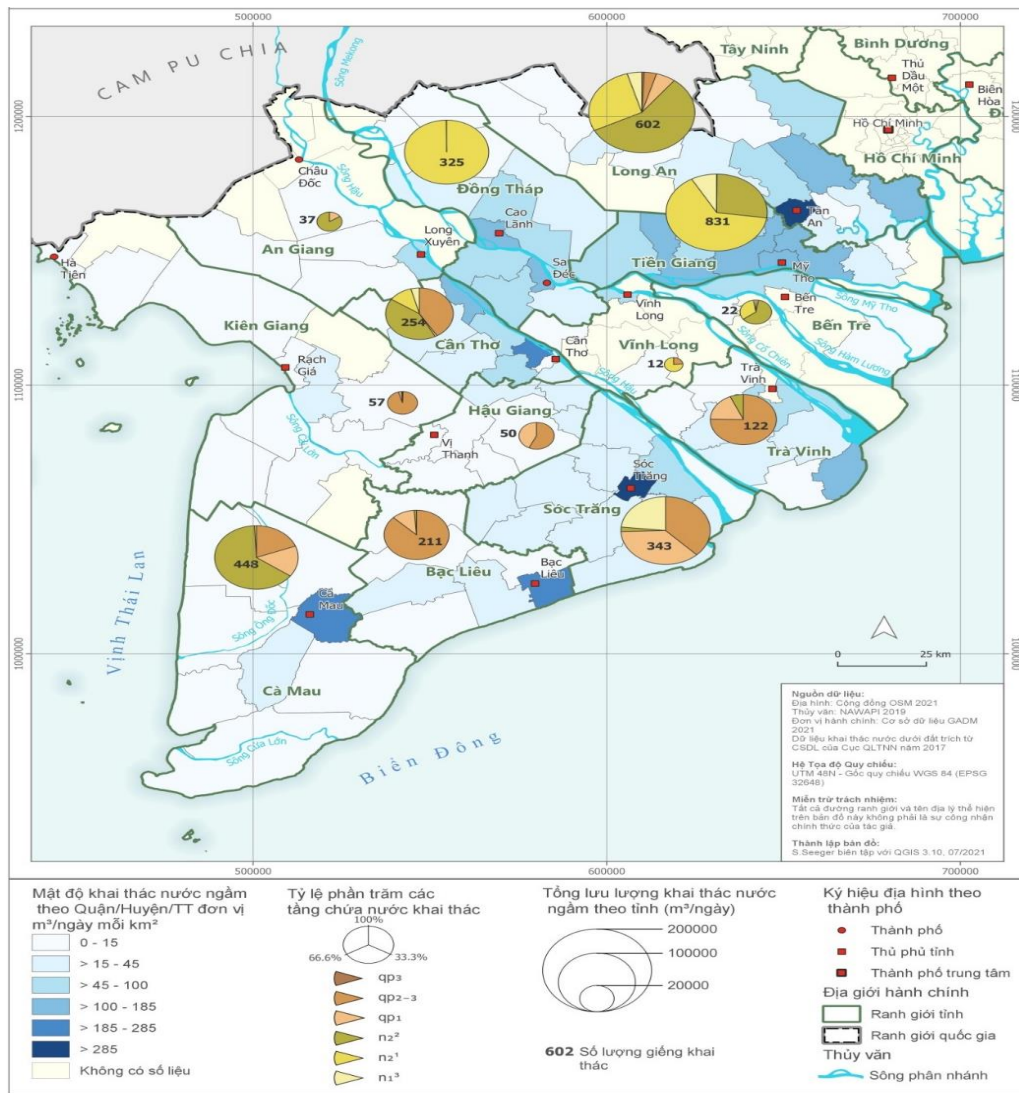 500000
600000
700000
1200000
1200000
1100000
1100000
1000000
1000000
500000
600000
700000
CAM PU CHIA
Sông Mekong
Tây Ninh
Bình Dương
Thủ
Dầu
Một
Biên
Hòa
Hồ Chí Minh
Hồ Chí Minh
602
Long An
325
Đồng Tháp
Châu
Đốc
Sông Hậu
37
An Giang
Long
Xuyên
Cao
Lãnh
Sa
Đéc
831
Tân
An
Tiền Giang
Mỹ
Tho
Hà
Tiên
Sông Mỹ Tho
Vĩnh
Long
22
Bến
Tre
Bến Tre
Sông Hàm Lương
Sông Cổ Chiên
254
Cần Thơ
Cần
Thơ
Vĩnh Long
12
Sông Hậu
Kiên Giang
Rạch
Giá
Sông Cái Lớn
57
Hậu Giang
50
Vị
Thanh
Trà
Vinh
122
Trà Vinh
Sóc
Trăng
Sóc Trăng
343
211
Bạc Liêu
Bạc
Liêu
448
Cà
Mau
Sông Ông Đốc
Cà Mau
Sông Cửa Lớn
Vịnh Thái Lan
Biển Đông
0
25 km
Nguồn dữ liệu:
Địa hình: Cộng đồng OSM 2021
Thủy văn: NAWAPI 2019
Đơn vị hành chính: Cơ sở dữ liệu GADM
2021
Dữ liệu khai thác nước dưới đất trích từ
CSDL của Cục QLTNN năm 2017
Hệ Tọa độ Quy chiếu:
UTM 48N - Gốc quy chiếu WGS 84 (EPSG
32648)
Miễn trừ trách nhiệm:
Tất cả đường ranh giới và tên địa lý thể hiện
trên bản đồ này không phải là sự công nhận
chính thức của tác giả.
Thành lập bản đồ:
S.Seeger biên tập với QGIS 3.10, 07/2021
Mật độ khai thác nước ngầm
theo Quận/Huyện/TT đơn vị
m³/ngày mỗi km²
0 - 15
> 15 - 45
> 45 - 100
> 100 - 185
> 185 - 285
> 285
Không có số liệu
Tỷ lệ phần trăm các
tầng chứa nước khai thác
100%
66.6%
33.3%
qp₃
qp₂₋₃
qp₁
n₂²
n₂¹
n₁³
Tổng lưu lượng khai thác nước
ngầm theo tỉnh (m³/ngày)
200000
100000
20000
602 Số lượng giếng khai
thác
Ký hiệu địa hình theo
thành phố
Thành phố
Thủ phủ tỉnh
Thành phố trung tâm
Địa giới hành chính
Ranh giới tỉnh
Ranh giới quốc gia
Thủy văn
Sông phân nhánh